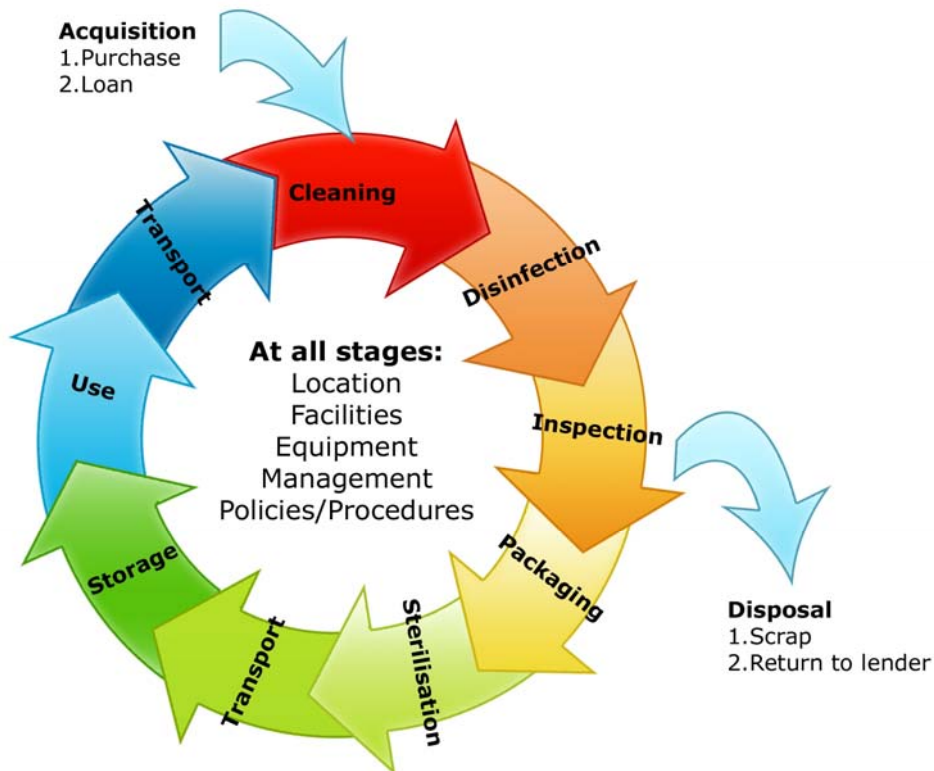 Acquisition
1.Purchase
2.Loan
Cleaning
Disinfection
Inspection
Packaging
Sterilisation
Transport
Storage
Use
Transport
At all stages:
Location
Facilities
Equipment
Management
Policies/Procedures
Disposal
1.Scrap
2.Return to lender